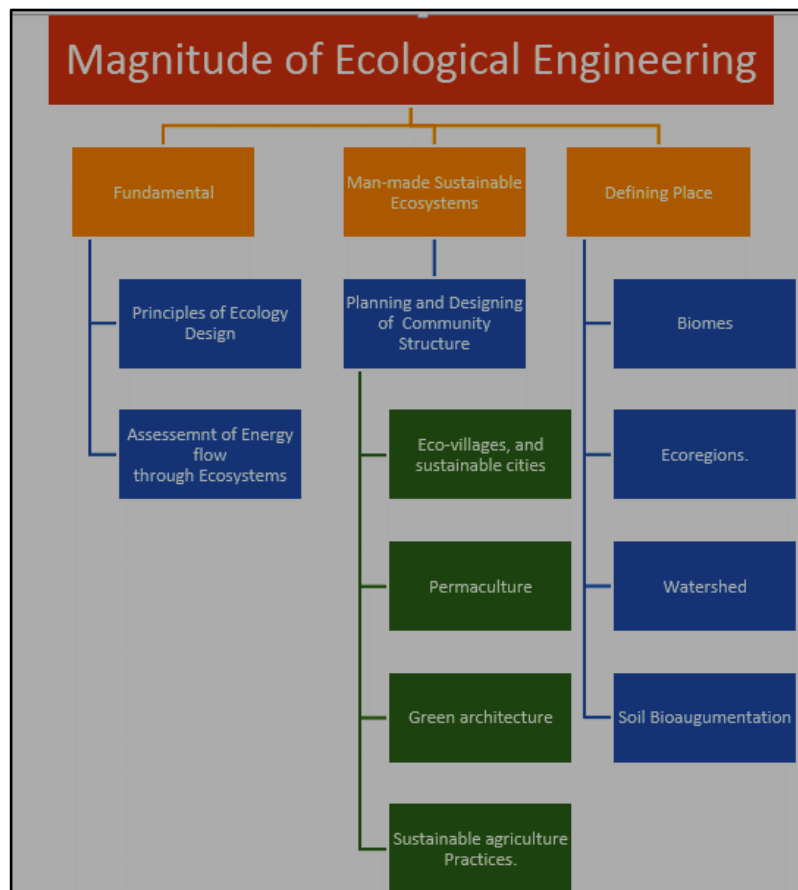 Magnitude of Ecological Engineering
Fundamental
Man-made Sustainable
Ecosystems
Defining Place
Principles of Ecology
Design
Assessemnt of Energy
flow
through Ecosystems
Planning and Designing
of Community
Structure
Eco-villages, and
sustainable cities
Permaculture
Green architecture
Sustainable agriculture
Practices.
Biomes
Ecoregions.
Watershed
Soil Bioaugumentation